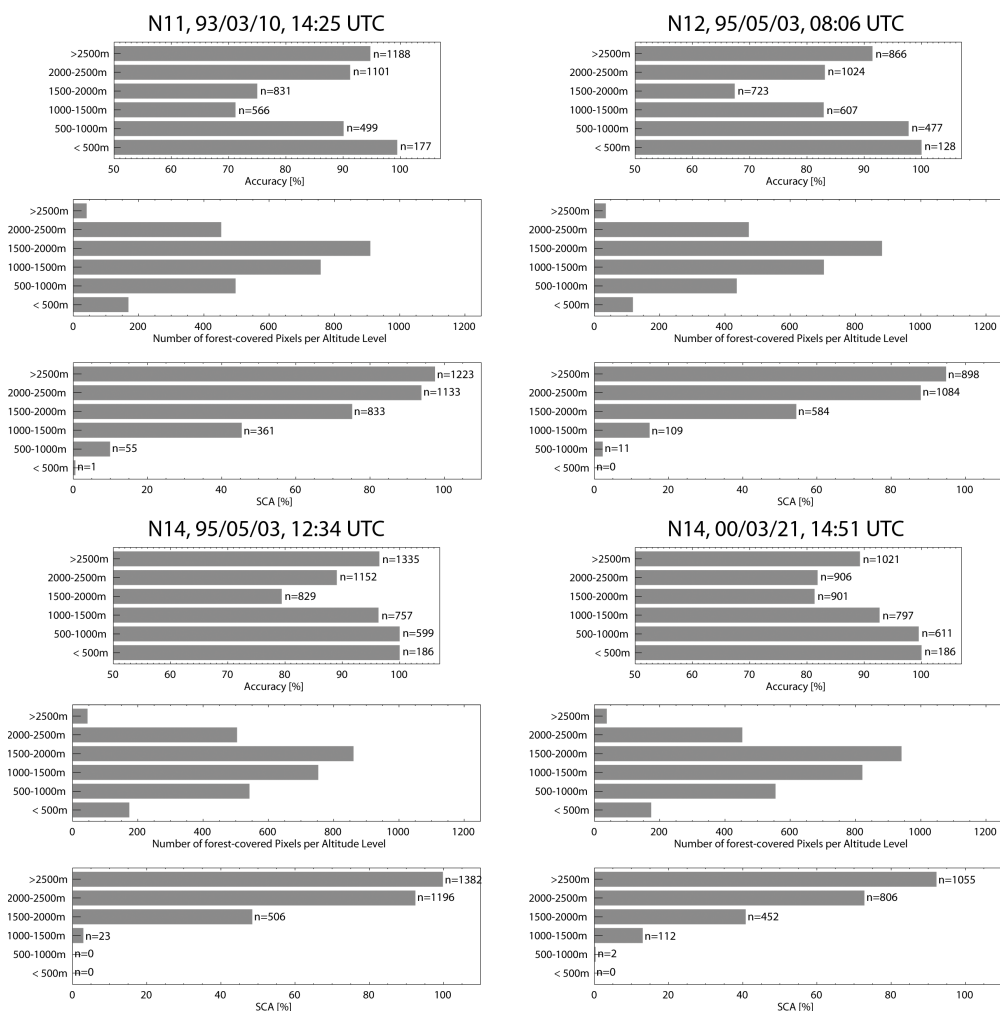 N11, 93/03/10, 14:25 UTC
>2500m n=1188
2000-2500m n=1101
1500-2000m n=831
1000-1500m n=566
500-1000m n=499
< 500m n=177
50 60 70 80 90 100
Accuracy [%]
>2500m
2000-2500m
1500-2000m
1000-1500m
500-1000m
< 500m
0 200 400 600 800 1000 1200
Number of forest-covered Pixels per Altitude Level
>2500m n=1223
2000-2500m n=1133
1500-2000m n=833
1000-1500m n=361
500-1000m n=55
< 500m n=1
0 20 40 60 80 100
SCA [%]
N12, 95/05/03, 08:06 UTC
>2500m n=866
2000-2500m n=1024
1500-2000m n=723
1000-1500m n=607
500-1000m n=477
< 500m n=128
50 60 70 80 90 100
Accuracy [%]
>2500m
2000-2500m
1500-2000m
1000-1500m
500-1000m
< 500m
0 200 400 600 800 1000 1200
Number of forest-covered Pixels per Altitude Level
>2500m n=898
2000-2500m n=1084
1500-2000m n=584
1000-1500m n=109
500-1000m n=11
< 500m n=0
0 20 40 60 80 100
SCA [%]
N14, 95/05/03, 12:34 UTC
>2500m n=1335
2000-2500m n=1152
1500-2000m n=829
1000-1500m n=757
500-1000m n=599
< 500m n=186
50 60 70 80 90 100
Accuracy [%]
>2500m
2000-2500m
1500-2000m
1000-1500m
500-1000m
< 500m
0 200 400 600 800 1000 1200
Number of forest-covered Pixels per Altitude Level
>2500m n=1382
2000-2500m n=1196
1500-2000m n=506
1000-1500m n=23
500-1000m n=0
< 500m n=0
0 20 40 60 80 100
SCA [%]
N14, 00/03/21, 14:51 UTC
>2500m n=1021
2000-2500m n=906
1500-2000m n=901
1000-1500m n=797
500-1000m n=611
< 500m n=186
50 60 70 80 90 100
Accuracy [%]
>2500m
2000-2500m
1500-2000m
1000-1500m
500-1000m
< 500m
0 200 400 600 800 1000 1200
Number of forest-covered Pixels per Altitude Level
>2500m n=1055
2000-2500m n=806
1500-2000m n=452
1000-1500m n=112
500-1000m n=2
< 500m n=0
0 20 40 60 80 100
SCA [%]